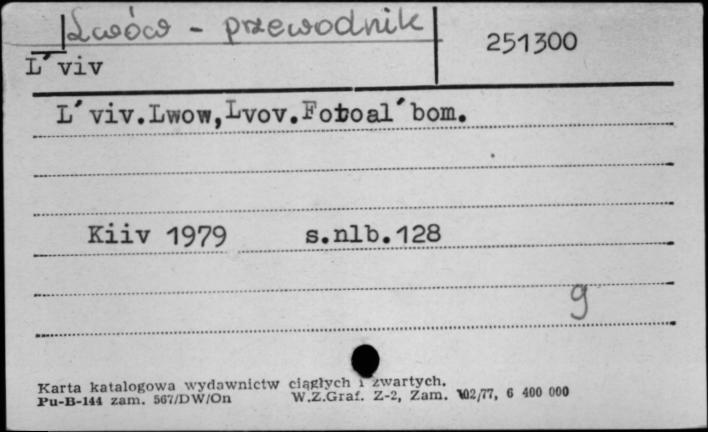 Lwów - przewodnik
251300
L´viv
L´viv.Lwow,Lvov.Fotoal´bom.
Kiiv 1979 s.nlb.128
g
Karta katalogowa wydawnictw ciągłych i zwartych.
Pu-B-144 zam. 567/DW/On W.Z.Graf. Z-2, Zam. 102/77, 6 400 000